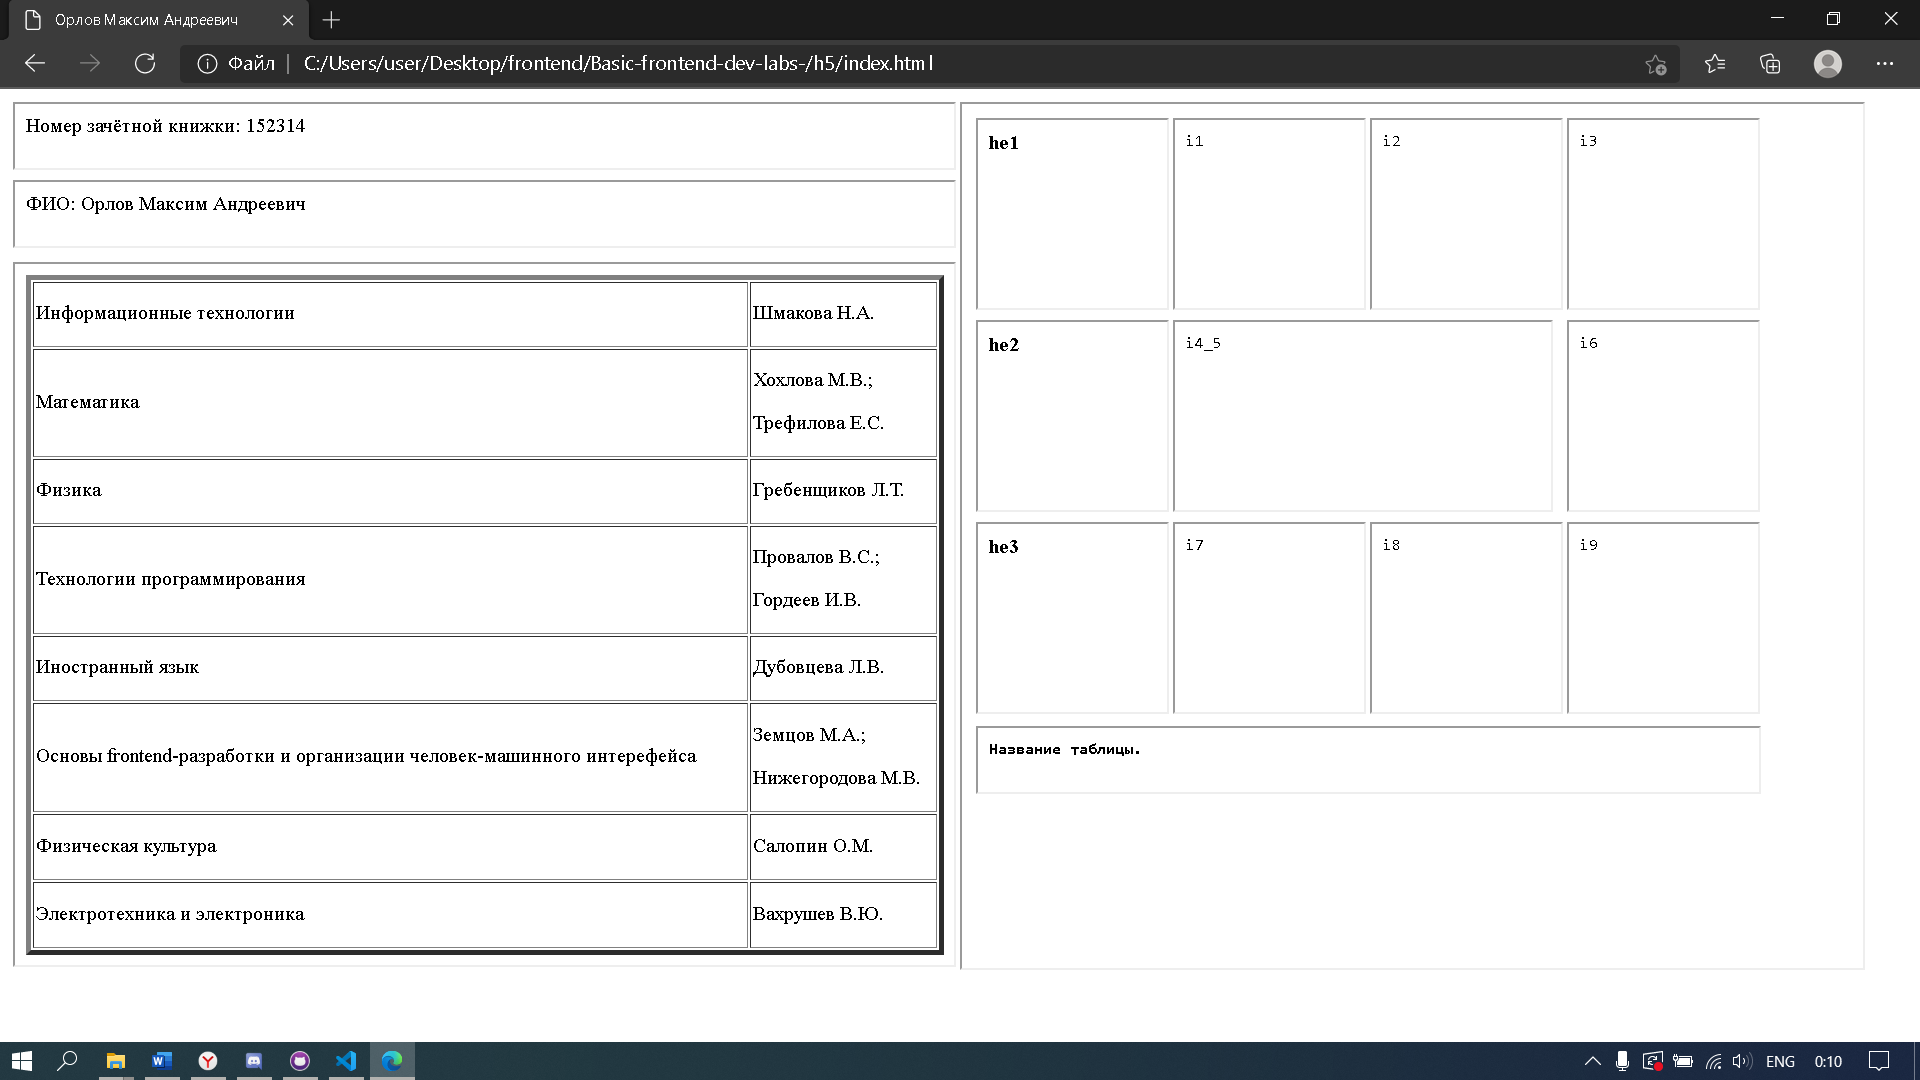 Орлов Максим Андреевич
Файл
C:/Users/user/Desktop/frontend/Basic-frontend-dev-labs-/h5/index.html
Номер зачётной книжки: 152314
ФИО: Орлов Максим Андреевич
Информационные технологии
Шмакова Н.А.
Математика
Хохлова М.В.;
Трефилова Е.С.
Физика
Гребенщиков Л.Т.
Технологии программирования
Провалов В.С.;
Гордеев И.В.
Иностранный язык
Дубовцева Л.В.
Основы frontend-разработки и организации человек-машинного интерефейса
Земцов М.А.;
Нижегородова М.В.
Физическая культура
Салопин О.М.
Электротехника и электроника
Вахрушев В.Ю.
he1
i1
i2
i3
he2
i4_5
i6
he3
i7
i8
i9
Название таблицы.
ENG
0:10